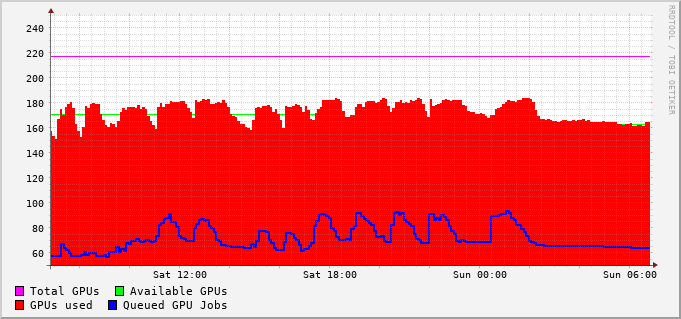 240
220
200
180
160
140
120
100
80
60
Sat 12:00 Sat 18:00 Sun 00:00 Sun 06:00
Total GPUs Available GPUs
GPUs used Queued GPU Jobs
RRDTOOL / TOBI OETIKER